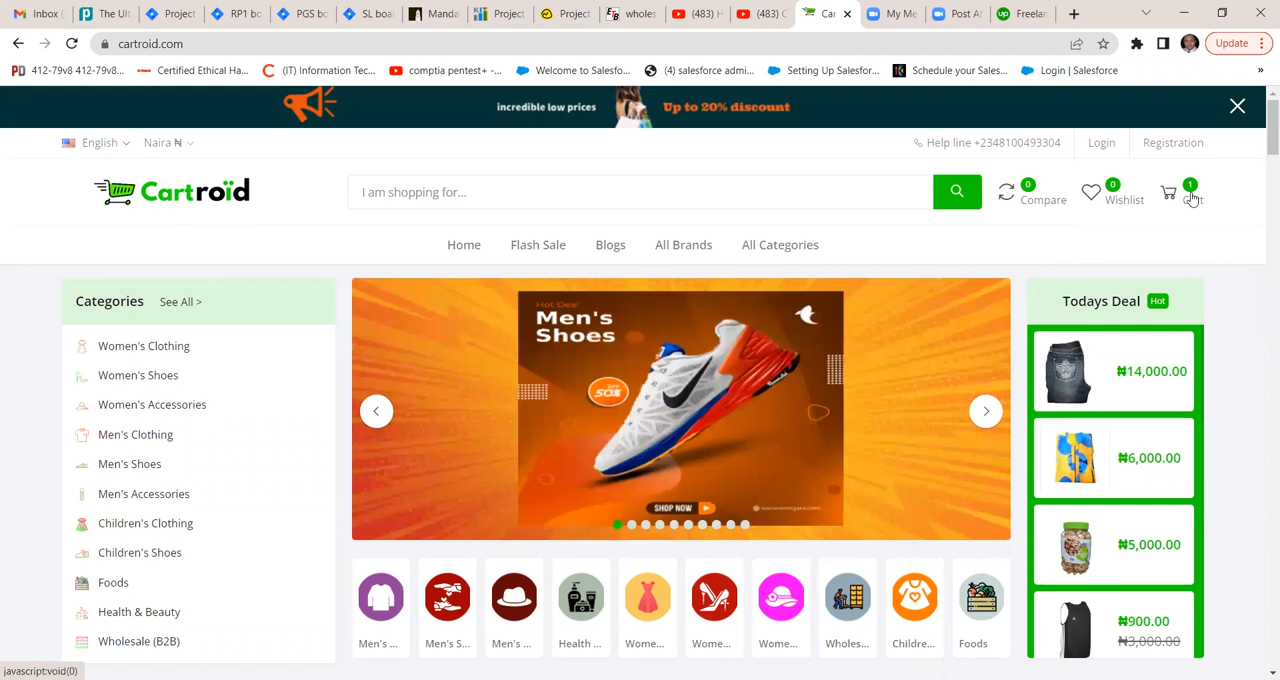 Inbox (
The Ult
Project
RP1 bo
PGS bo
SL boa
Manda
Project
Project
wholes
(483) H
(483) C
Car
My Me
Post At
Freelan
cartroid.com
Update
412-79v8 412-79v8...
Certified Ethical Ha...
(IT) Information Tec...
comptia pentest+ -...
Welcome to Salesfo...
(4) salesforce admi...
Setting Up Salesfor...
Schedule your Sales...
Login | Salesforce
»
incredible low prices
Up to 20% discount
English
Naira ₦
Help line +2348100493304
Login
Registration
Cartroïd
I am shopping for...
0
Compare
0
Wishlist
1
Home
Flash Sale
Blogs
All Brands
All Categories
Categories
See All >
Women's Clothing
Women's Shoes
Women's Accessories
Men's Clothing
Men's Shoes
Men's Accessories
Children's Clothing
Children's Shoes
Foods
Health & Beauty
Wholesale (B2B)
Men's
Shoes
50%
SHOP NOW
Todays Deal
Hot
₦14,000.00
₦6,000.00
₦5,000.00
₦900.00
₦3,000.00
Men's ...
Men's S...
Men's ...
Health ...
Wome...
Wome...
Wome...
Wholes...
Childre...
Foods
javascript:void(0)